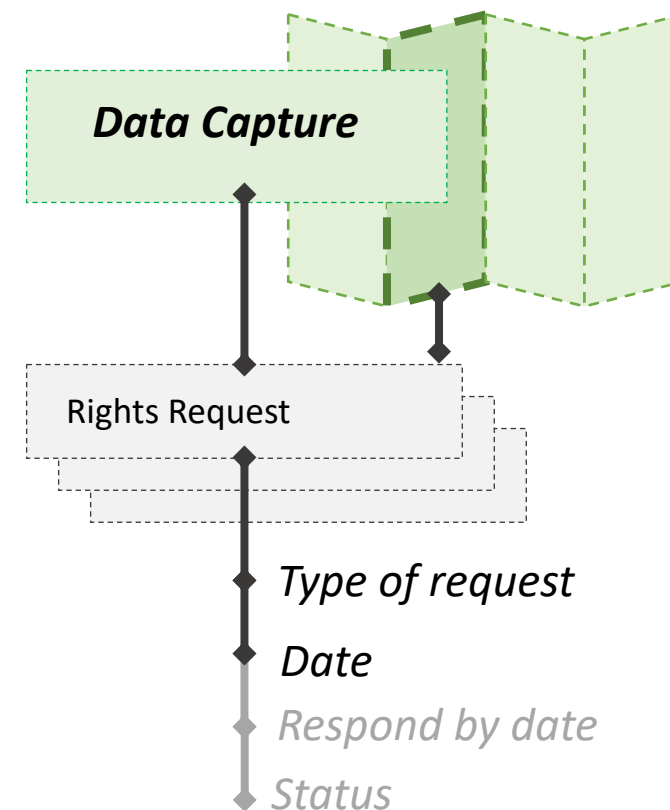 Data Capture
Rights Request
Type of request
Date
Respond by date
Status